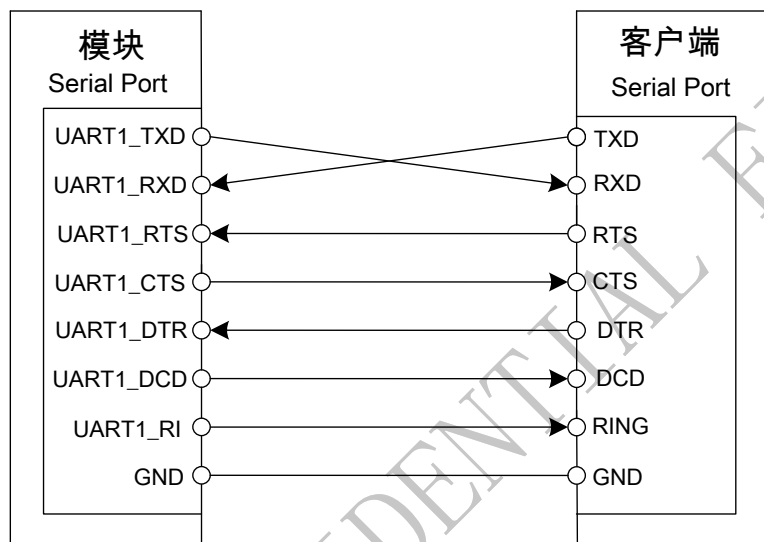 模块
Serial Port
客户端
Serial Port
UART1_TXD
TXD
UART1_RXD
RXD
UART1_RTS
RTS
UART1_CTS
CTS
UART1_DTR
DTR
UART1_DCD
DCD
UART1_RI
RING
GND
GND